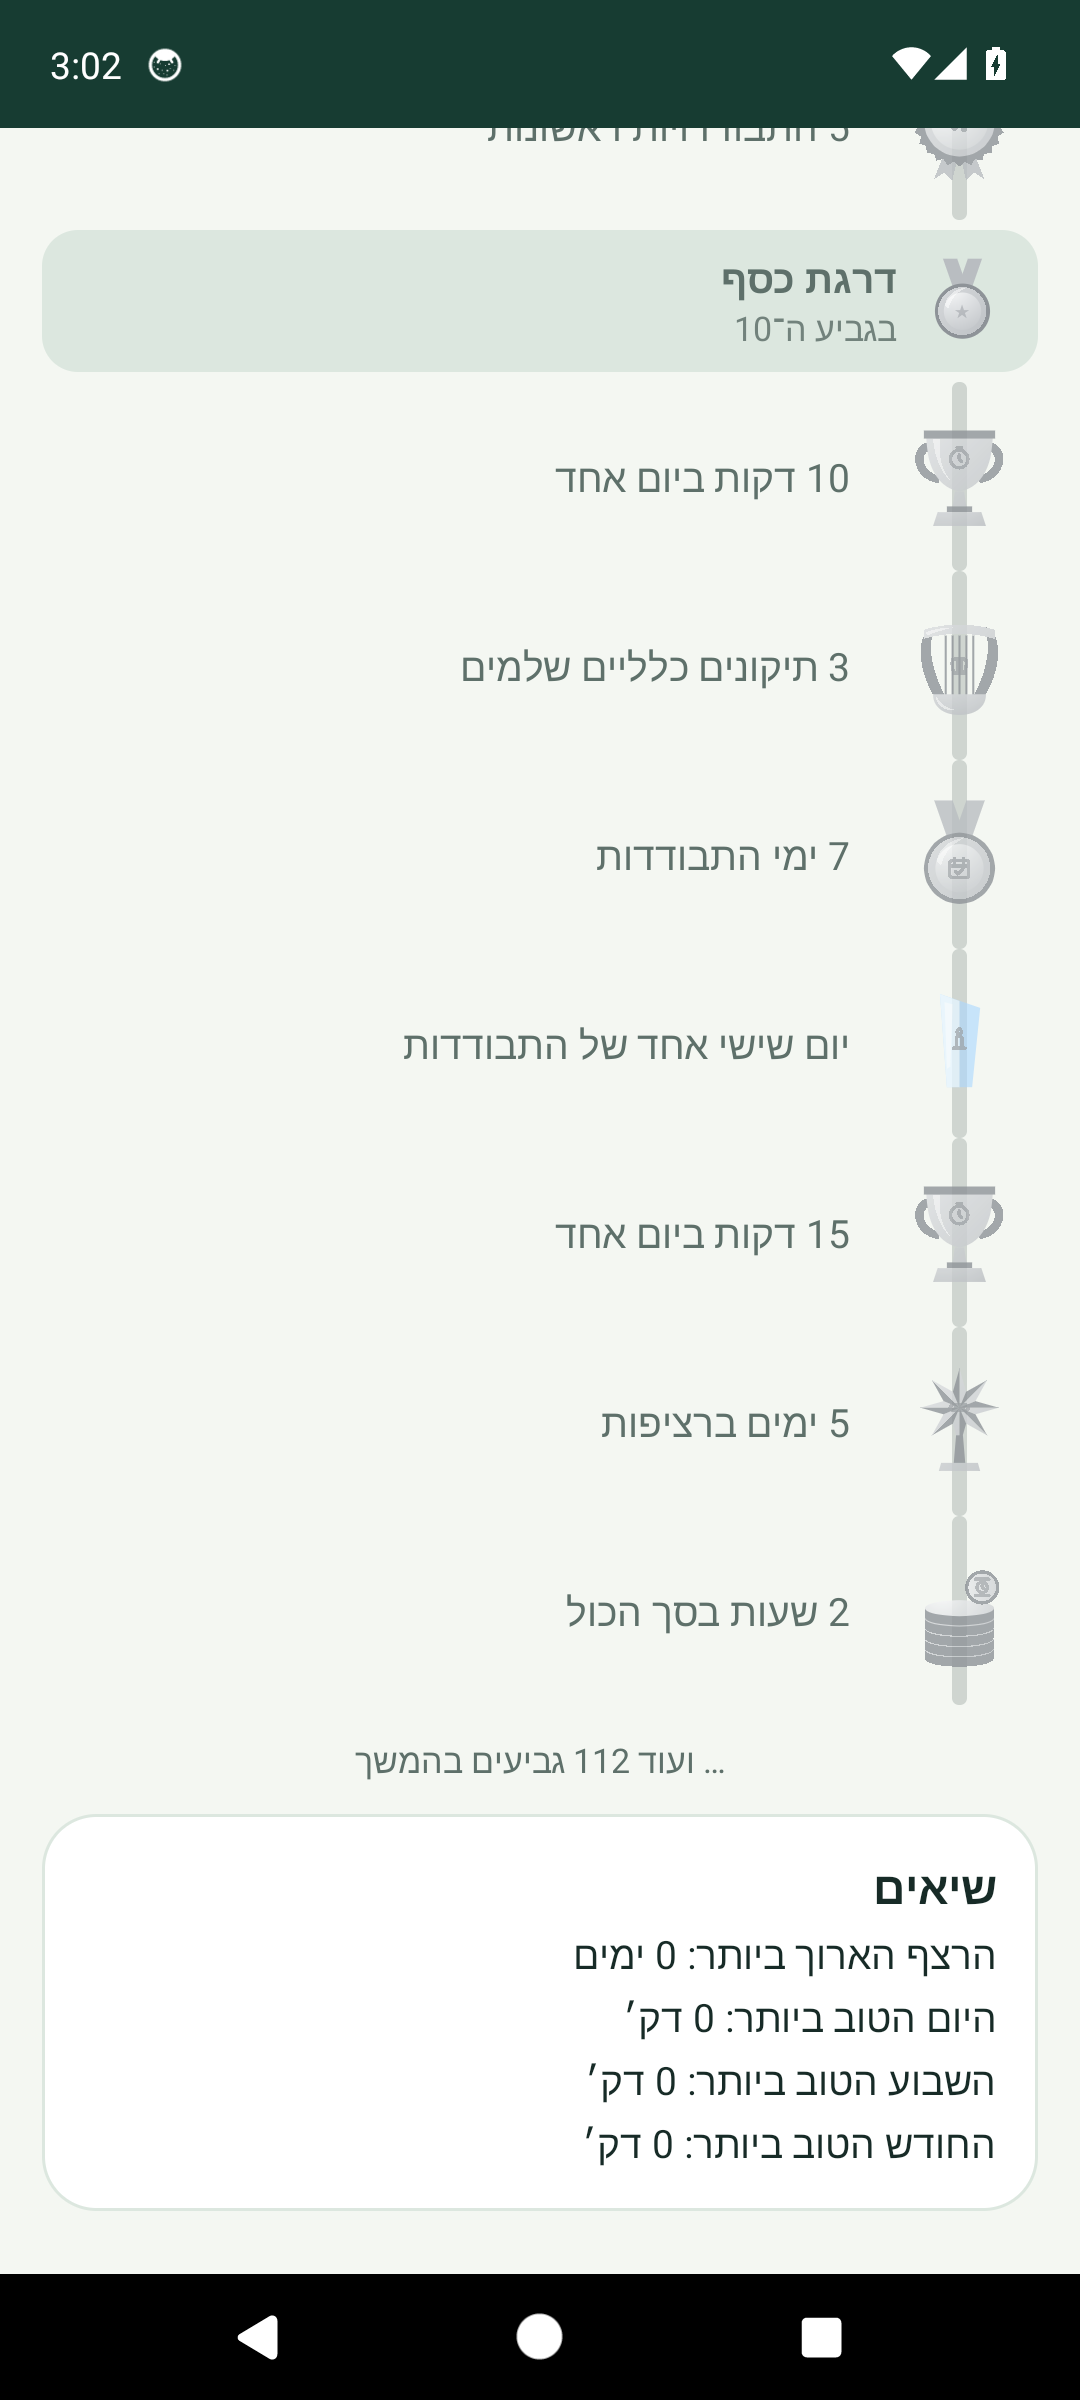 3:02
5 התבודדויות ראשונות
דרגת כסף
בגביע ה־10
10 דקות ביום אחד
3 תיקונים כלליים שלמים
7 ימי התבודדות
יום שישי אחד של התבודדות
15 דקות ביום אחד
5 ימים ברציפות
2 שעות בסך הכול
... ועוד 112 גביעים בהמשך
שיאים
הרצף הארוך ביותר: 0 ימים
היום הטוב ביותר: 0 דק׳
השבוע הטוב ביותר: 0 דק׳
החודש הטוב ביותר: 0 דק׳